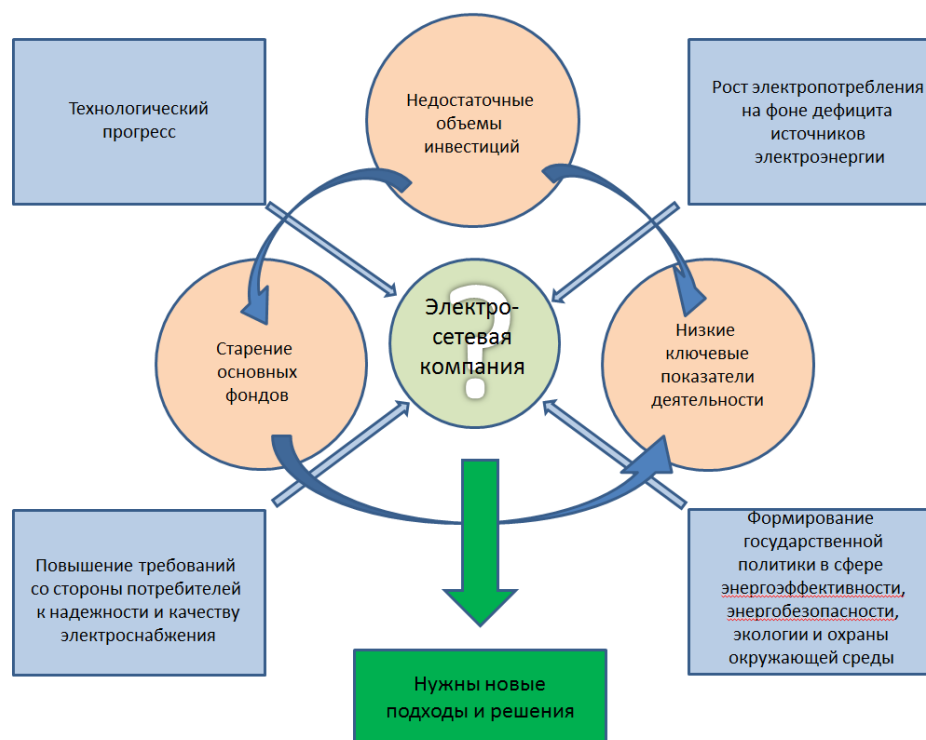 Технологический
прогресс
Недостаточные
объемы
инвестиций
Рост электропотребления
на фоне дефицита
источников
электроэнергии
Старение
основных
фондов
?
Электро-
сетевая
компания
Низкие
ключевые
показатели
деятельности
Повышение требований
со стороны потребителей
к надежности и качеству
электроснабжения
Формирование
государственной
политики в сфере
энергоэффективности,
энергобезопасности,
экологии и охраны
окружающей среды
Нужны новые
подходы и решения